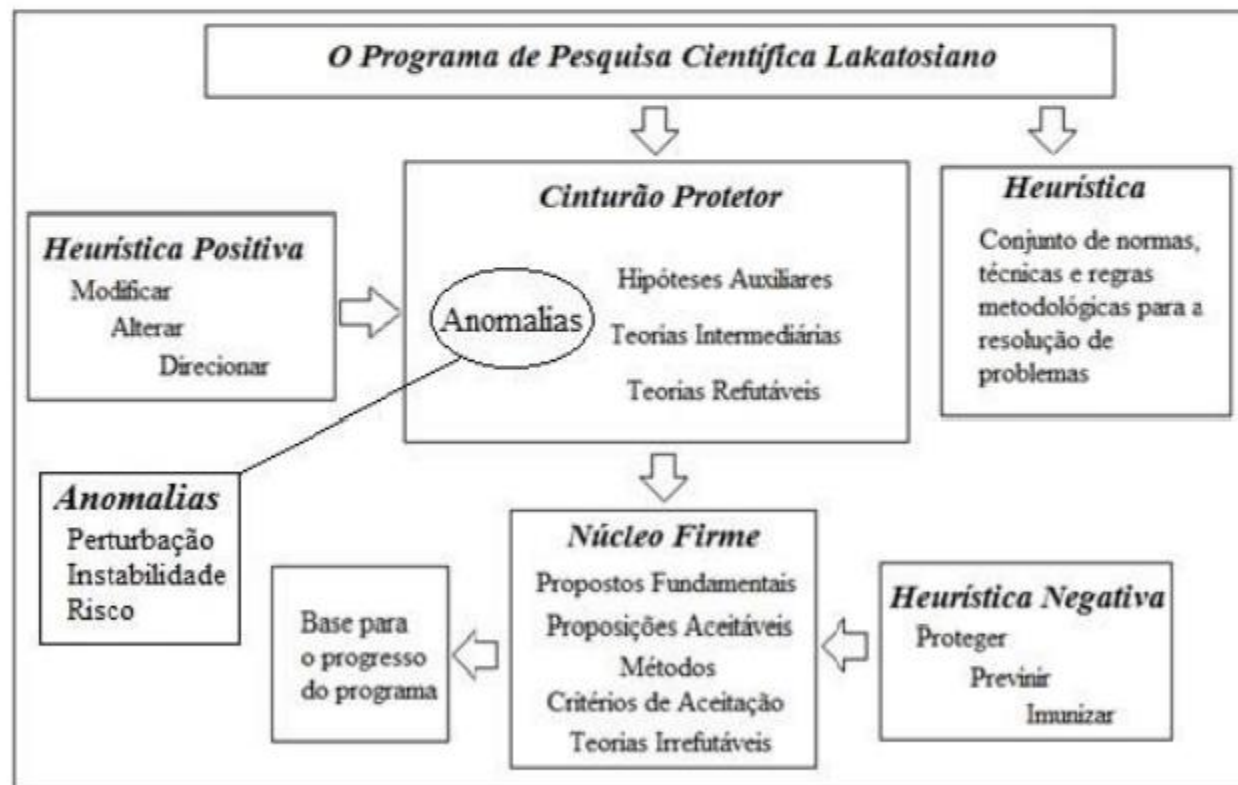 O Programa de Pesquisa Científica Lakatosiano
Cinturão Protetor
Anomalias
Hipóteses Auxiliares
Teorias Intermediárias
Teorias Refutáveis
Heurística
Conjunto de normas,
técnicas e regras
metodológicas para a
resolução de
problemas
Heurística Positiva
Modificar
Alterar
Direcionar
Anomalias
Perturbação
Instabilidade
Risco
Núcleo Firme
Propostos Fundamentais
Proposições Aceitáveis
Métodos
Critérios de Aceitação
Teorias Irrefutáveis
Base para
o progresso
do programa
Heurística Negativa
Proteger
Previnir
Imunizar